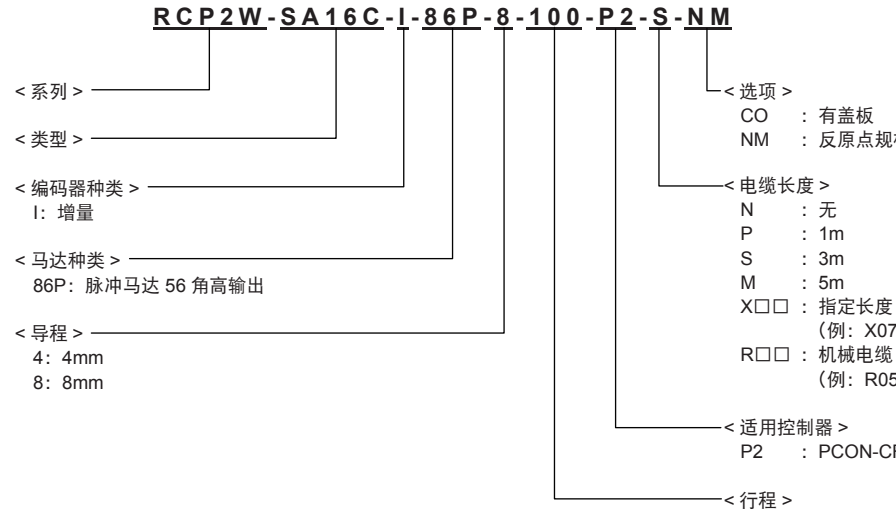 RCP2W-SA16C-I-86P-8-100-P2-S-NM
<系列>
<类型>
<编码器种类>
I：增量
<马达种类>
86P：脉冲马达 56 角高输出
<导程>
4：4mm
8：8mm
<选项>
CO ：有盖板
NM ：反原点规
<电缆长度>
N ：无
P ：1m
S ：3m
M ：5m
X□□ ：指定长度
（例：X07
R□□ ：机械电缆
（例：R05
<适用控制器>
P2 ：PCON-C
<行程>